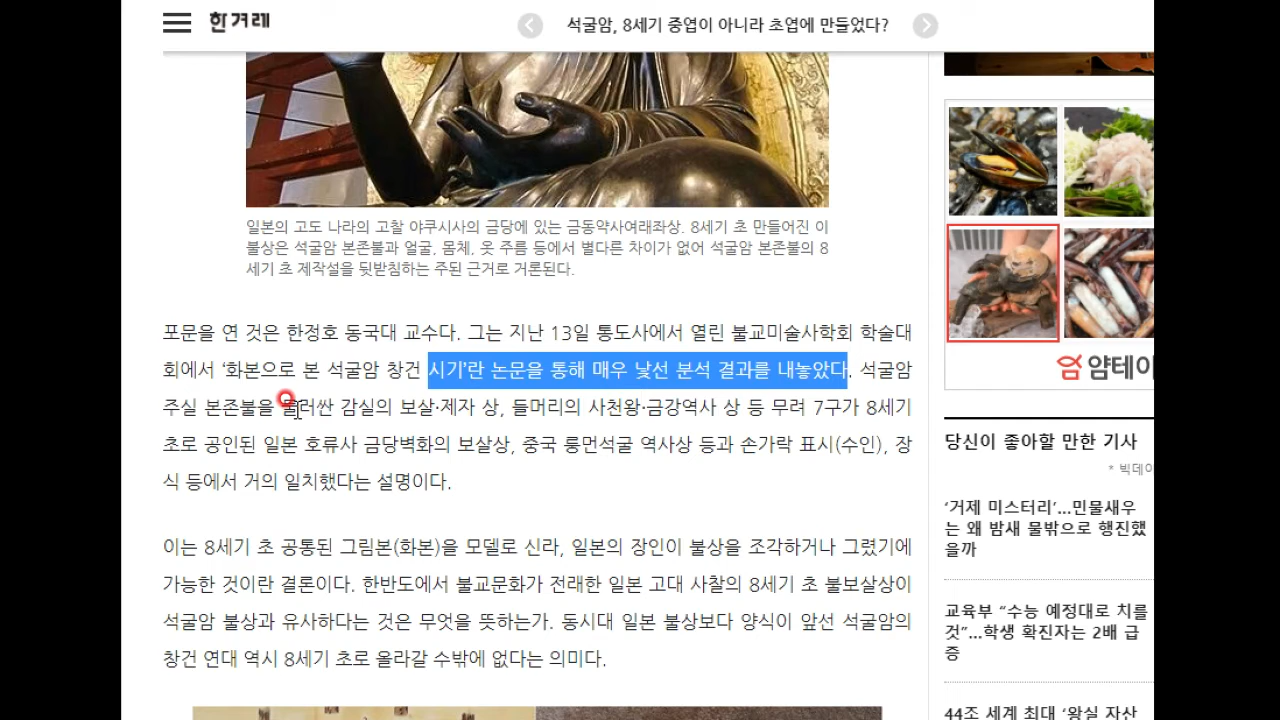 한겨레
석굴암, 8세기 중엽이 아니라 초엽에 만들었다?
일본의 고도 나라의 고찰 야쿠시사의 금당에 있는 금동약사여래좌상. 8세기 초 만들어진 이
불상은 석굴암 본존불과 얼굴, 몸체, 옷 주름 등에서 별다른 차이가 없어 석굴암 본존불의 8
세기 초 제작설을 뒷받침하는 주된 근거로 거론된다.
포문을 연 것은 한정호 동국대 교수다. 그는 지난 13일 통도사에서 열린 불교미술사학회 학술대
회에서 ‘화본으로 본 석굴암 창건 시기’란 논문을 통해 매우 낯선 분석 결과를 내놓았다. 석굴암
주실 본존불을 둘러싼 감실의 보살·제자 상, 들머리의 사천왕·금강역사 상 등 무려 7구가 8세기
초로 공인된 일본 호류사 금당벽화의 보살상, 중국 룽먼석굴 역사상 등과 손가락 표시(수인), 장
식 등에서 거의 일치했다는 설명이다.
이는 8세기 초 공통된 그림본(화본)을 모델로 신라, 일본의 장인이 불상을 조각하거나 그렸기에
가능한 것이란 결론이다. 한반도에서 불교문화가 전래한 일본 고대 사찰의 8세기 초 불보살상이
석굴암 불상과 유사하다는 것은 무엇을 뜻하는가. 동시대 일본 불상보다 양식이 앞선 석굴암의
창건 연대 역시 8세기 초로 올라갈 수밖에 없다는 의미다.
얌테이
당신이 좋아할 만한 기사
* 빅데이
‘거제 미스터리’…민물새우
는 왜 밤새 물밖으로 행진했
을까
교육부 “수능 예정대로 치를
것”…학생 확진자는 2배 급
증
44조 세계 최대 ‘왕실 자산